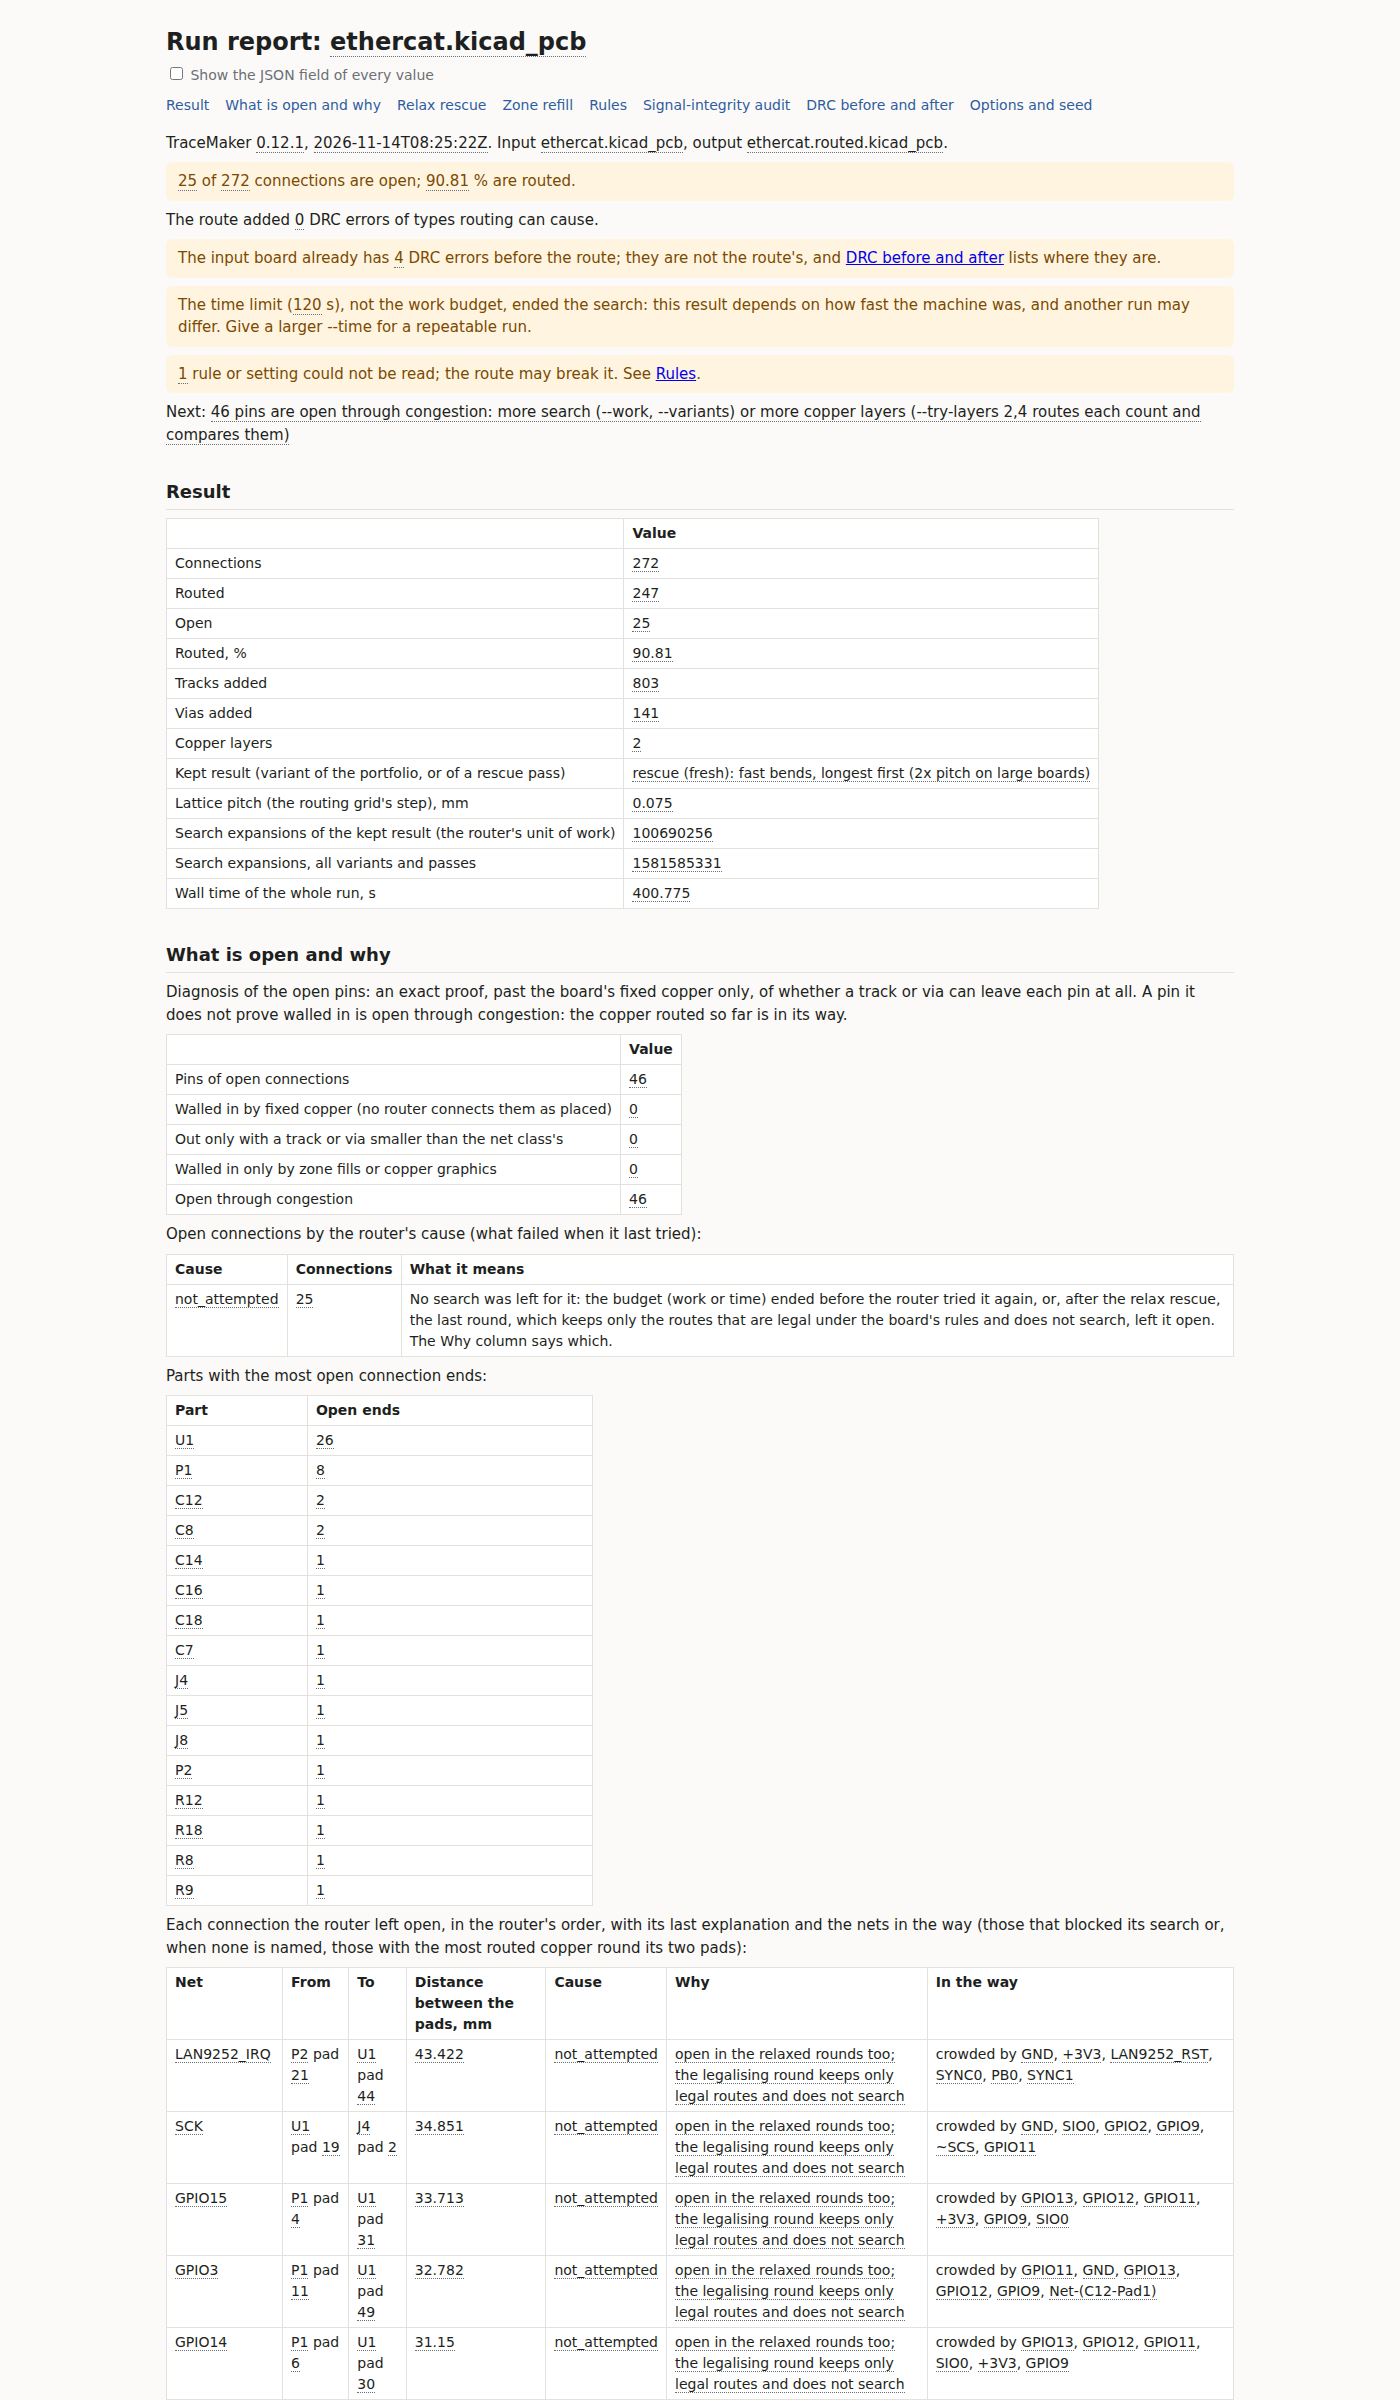 Run report: ethercat.kicad_pcb
Show the JSON field of every value
Result What is open and why Relax rescue Zone refill Rules Signal-integrity audit DRC before and after Options and seed
TraceMaker 0.12.1, 2026-11-14T08:25:22Z. Input ethercat.kicad_pcb, output ethercat.routed.kicad_pcb.
25 of 272 connections are open; 90.81 % are routed.
The route added 0 DRC errors of types routing can cause.
The input board already has 4 DRC errors before the route; they are not the route's, and DRC before and after lists where they are.
The time limit (120 s), not the work budget, ended the search: this result depends on how fast the machine was, and another run may
differ. Give a larger --time for a repeatable run.
1 rule or setting could not be read; the route may break it. See Rules.
Next: 46 pins are open through congestion: more search (--work, --variants) or more copper layers (--try-layers 2,4 routes each count and
compares them)
Result
Value
Connections 272
Routed 247
Open 25
Routed, % 90.81
Tracks added 803
Vias added 141
Copper layers 2
Kept result (variant of the portfolio, or of a rescue pass) rescue (fresh): fast bends, longest first (2x pitch on large boards)
Lattice pitch (the routing grid's step), mm 0.075
Search expansions of the kept result (the router's unit of work) 100690256
Search expansions, all variants and passes 1581585331
Wall time of the whole run, s 400.775
What is open and why
Diagnosis of the open pins: an exact proof, past the board's fixed copper only, of whether a track or via can leave each pin at all. A pin it
does not prove walled in is open through congestion: the copper routed so far is in its way.
Value
Pins of open connections 46
Walled in by fixed copper (no router connects them as placed) 0
Out only with a track or via smaller than the net class's 0
Walled in only by zone fills or copper graphics 0
Open through congestion 46
Open connections by the router's cause (what failed when it last tried):
Cause Connections What it means
not_attempted 25 No search was left for it: the budget (work or time) ended before the router tried it again, or, after the relax rescue,
the last round, which keeps only the routes that are legal under the board's rules and does not search, left it open.
The Why column says which.
Parts with the most open connection ends:
Part Open ends
U1 26
P1 8
C12 2
C8 2
C14 1
C16 1
C18 1
C7 1
J4 1
J5 1
J8 1
P2 1
R12 1
R18 1
R8 1
R9 1
Each connection the router left open, in the router's order, with its last explanation and the nets in the way (those that blocked its search or,
when none is named, those with the most routed copper round its two pads):
Net From To Distance between the pads, mm Cause Why In the way
LAN9252_IRQ P2 pad 21 U1 pad 44 43.422 not_attempted open in the relaxed rounds too; the legalising round keeps only legal routes and does not search crowded by GND, +3V3, LAN9252_RST, SYNC0, PB0, SYNC1
SCK U1 pad 19 J4 pad 2 34.851 not_attempted open in the relaxed rounds too; the legalising round keeps only legal routes and does not search crowded by GND, SIO0, GPIO2, GPIO9, ~SCS, GPIO11
GPIO15 P1 pad 4 U1 pad 31 33.713 not_attempted open in the relaxed rounds too; the legalising round keeps only legal routes and does not search crowded by GPIO13, GPIO12, GPIO11, +3V3, GPIO9, SIO0
GPIO3 P1 pad 11 U1 pad 49 32.782 not_attempted open in the relaxed rounds too; the legalising round keeps only legal routes and does not search crowded by GPIO11, GND, GPIO13, GPIO12, GPIO9, Net-(C12-Pad1)
GPIO14 P1 pad 6 U1 pad 30 31.15 not_attempted open in the relaxed rounds too; the legalising round keeps only legal routes and does not search crowded by GPIO13, GPIO12, GPIO11, SIO0, +3V3, GPIO9